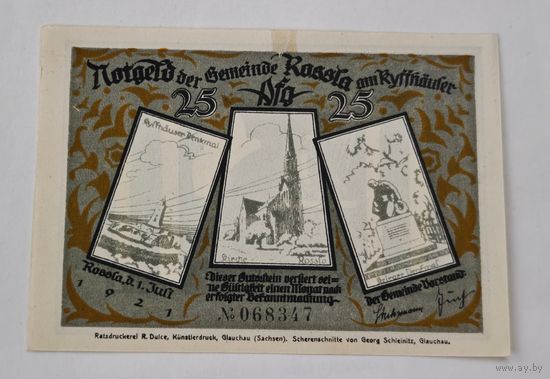 Notgeld der Gemeinde Rossla am Kyffhäuser
25 Pfg 25
Kyffhäuser Denkmal
Kirche Rossla
Rossla, d. 1. Juli
1921
Dieser Gutschein verliert sei-
ne Gültigkeit einen Monat nach
erfolgter Bekanntmachung
Der Gemeinde Vorstand:
№ 068347
Ratsdruckerei R. Dulce, Künstlerdruck, Glauchau (Sachsen). Scherenschnitte von Georg Schleinitz, Glauchau.
www.ay.by